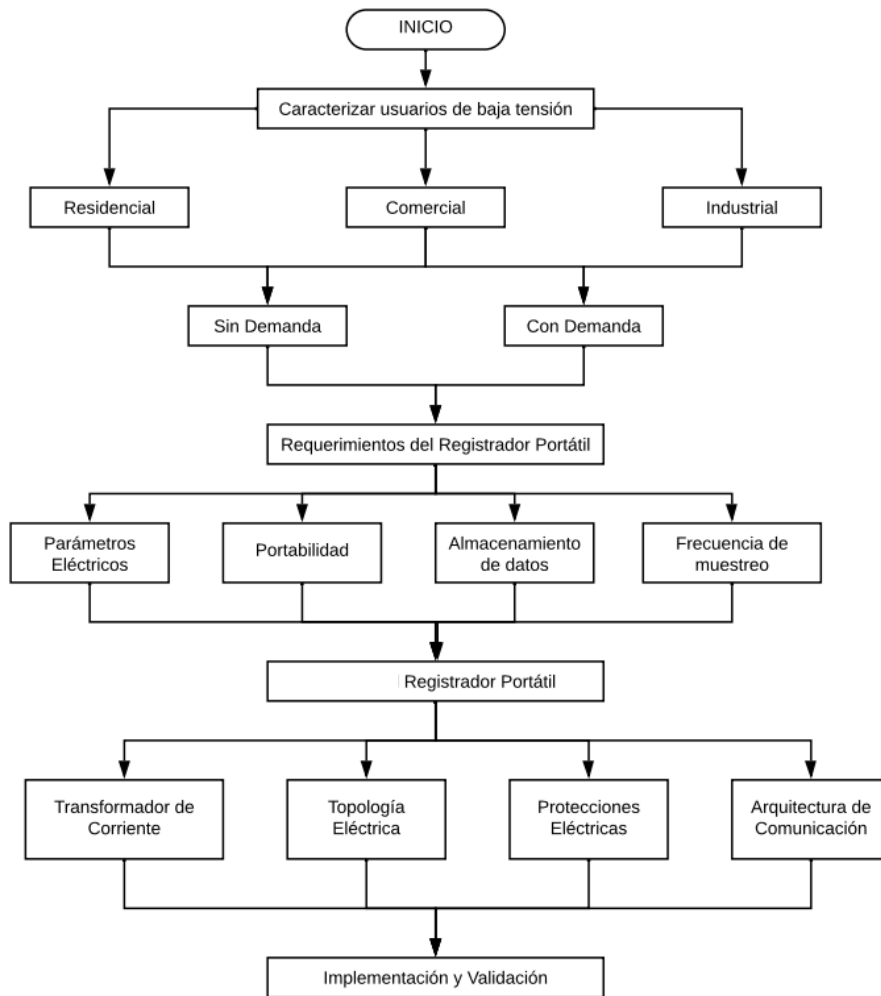 INICIO
Caracterizar usuarios de baja tensión
Residencial
Comercial
Industrial
Sin Demanda
Con Demanda
Requerimientos del Registrador Portátil
Parámetros
Eléctricos
Portabilidad
Almacenamiento
de datos
Frecuencia de
muestreo
Registrador Portátil
Transformador de
Corriente
Topología
Eléctrica
Protecciones
Eléctricas
Arquitectura de
Comunicación
Implementación y Validación